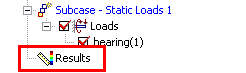 Subcase - Static Loads 1
Loads
bearing(1)
Results